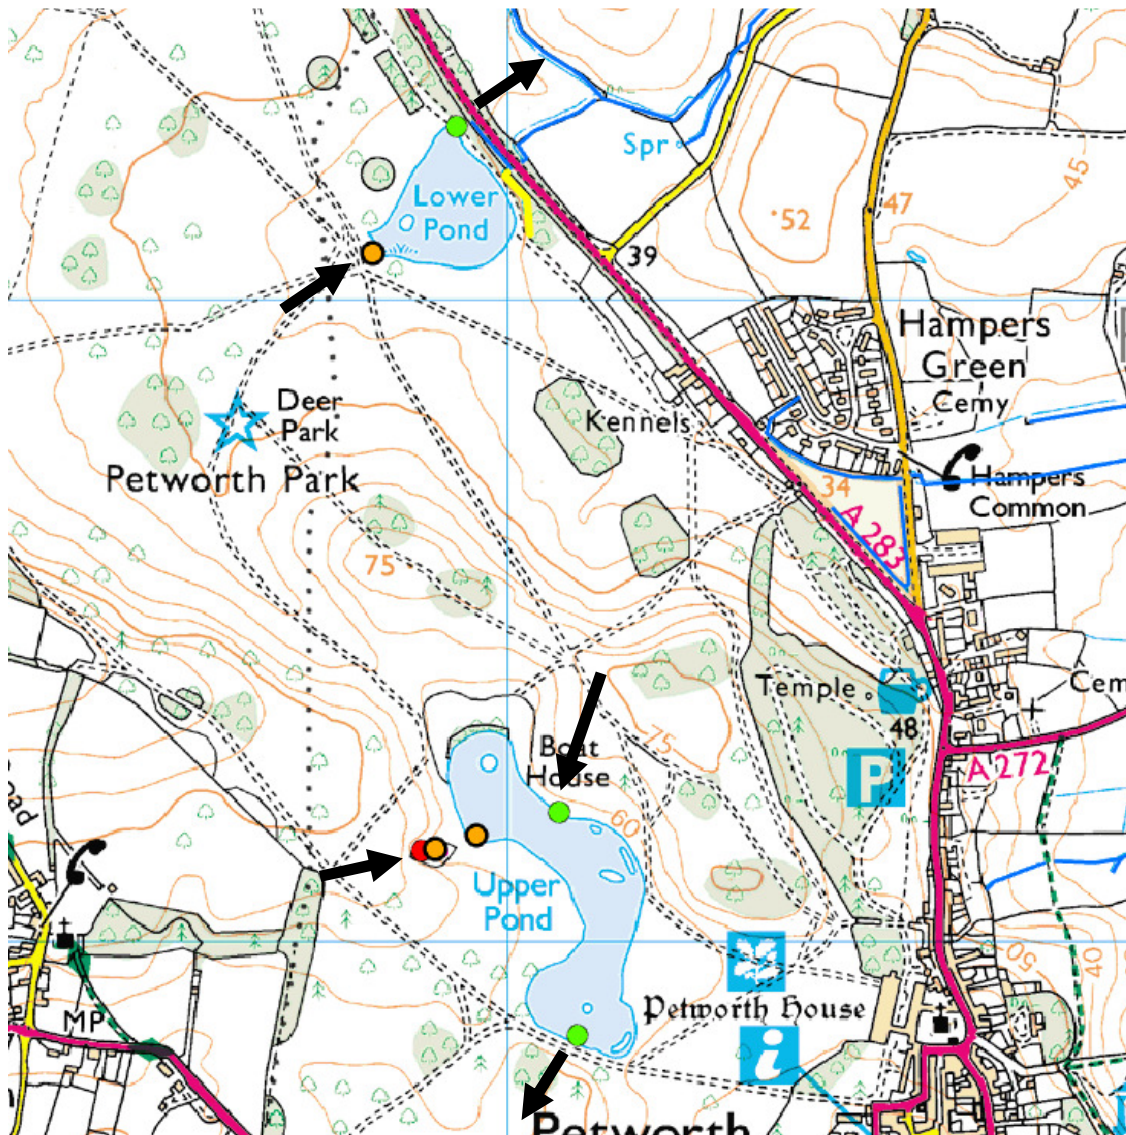 Lower
Pond
Spr
52
47
45
39
Hampers
Green
Cemy
Deer
Park
Kennels
Petworth Park
34
Hampers
Common
A 283
75
Temple
Cem
48
75
Boat
House
P
A 272
60
Upper
Pond
50
40
Petworth House
MP
i
Petworth